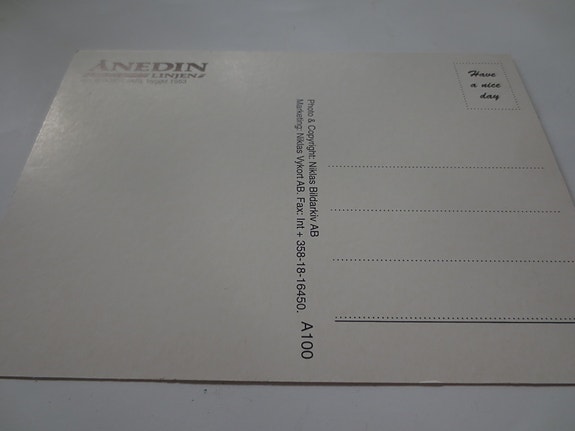 ÅNEDIN
LINJEN
Have
a nice
day
Photo & Copyright: Niklas Bildarkiv AB
Marketing: Niklas Vykort AB. Fax: Int + 358-18-16450.
A100